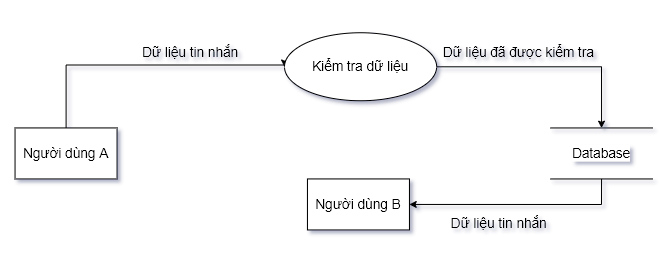 Dữ liệu tin nhắn
Kiểm tra dữ liệu
Dữ liệu đã được kiểm tra
Người dùng A
Database
Người dùng B
Dữ liệu tin nhắn